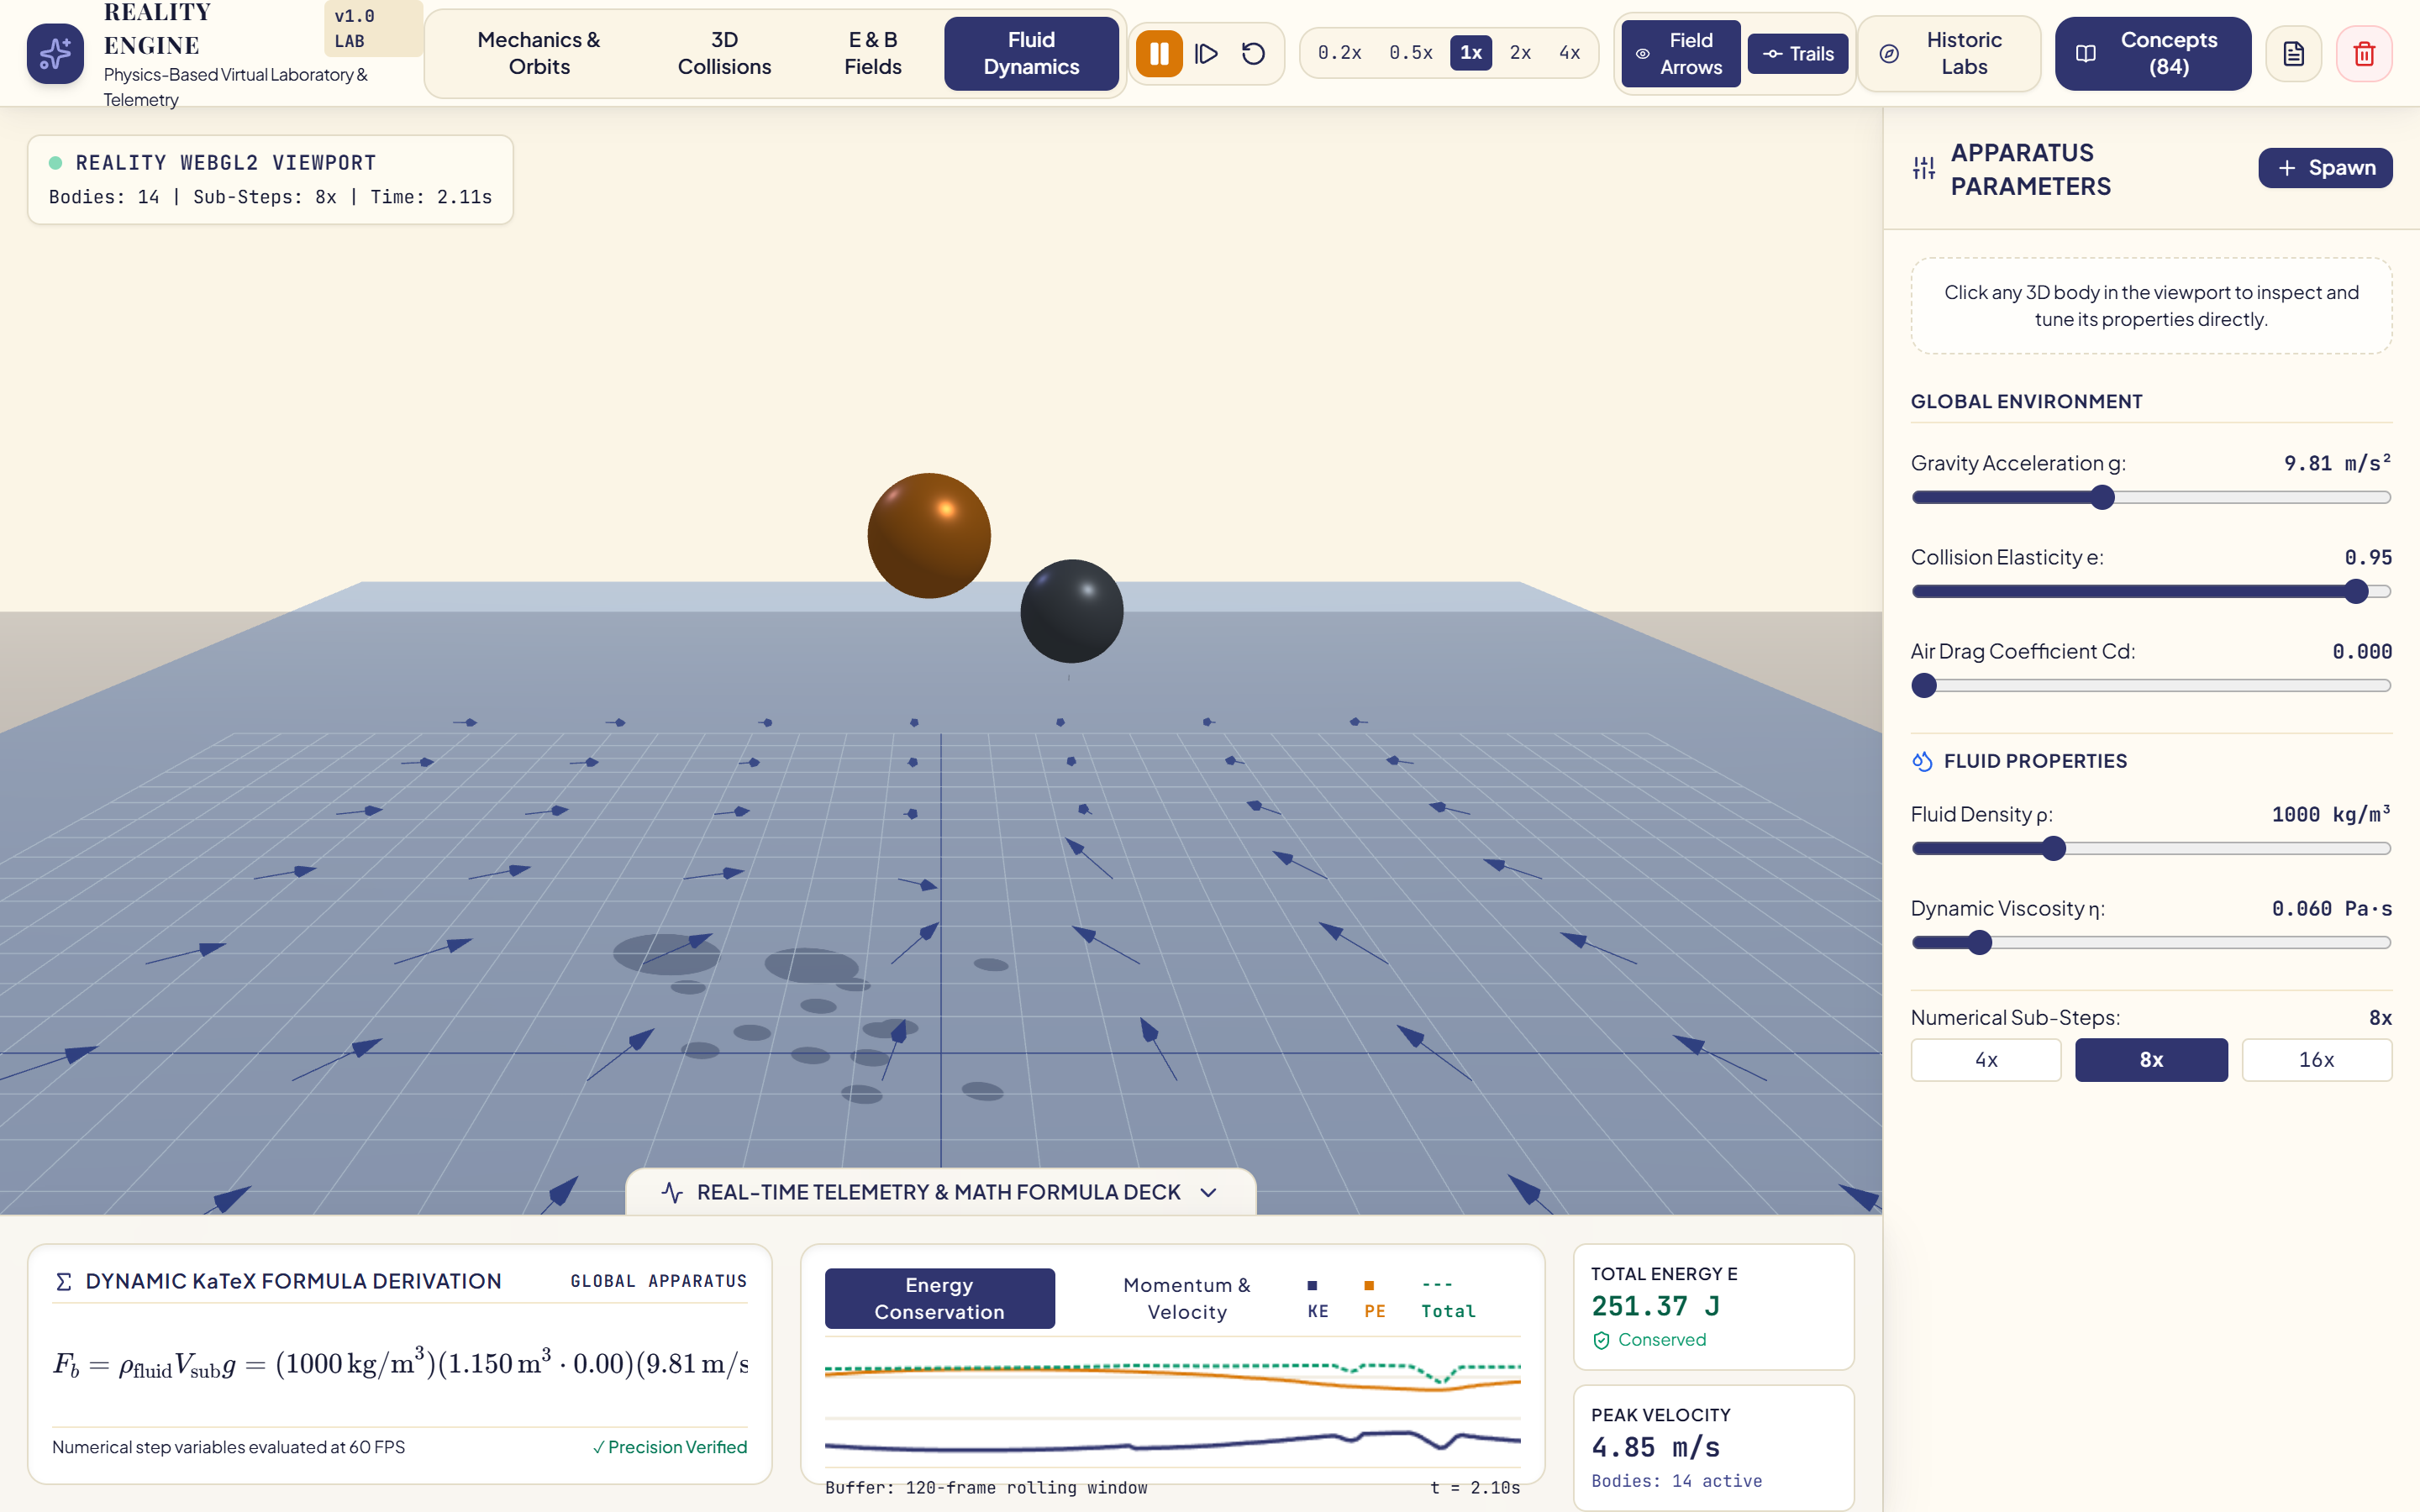 REALITY
ENGINE
v1.0
LAB
Physics-Based Virtual Laboratory &
Telemetry
Mechanics &
Orbits
3D
Collisions
E & B
Fields
Fluid
Dynamics
0.2x 0.5x 1x 2x 4x
Field
Arrows
Trails
Historic
Labs
Concepts
(84)
REALITY WEBGL2 VIEWPORT
Bodies: 14 | Sub-Steps: 8x | Time: 2.11s
APPARATUS
PARAMETERS
Spawn
Click any 3D body in the viewport to inspect and
tune its properties directly.
GLOBAL ENVIRONMENT
Gravity Acceleration g: 9.81 m/s²
Collision Elasticity e: 0.95
Air Drag Coefficient Cd: 0.000
FLUID PROPERTIES
Fluid Density ρ: 1000 kg/m³
Dynamic Viscosity η: 0.060 Pa·s
Numerical Sub-Steps: 8x
4x 8x 16x
REAL-TIME TELEMETRY & MATH FORMULA DECK
Σ DYNAMIC KaTeX FORMULA DERIVATION GLOBAL APPARATUS
F_b = ρ_fluid V_sub g = (1000 kg/m³)(1.150 m³ · 0.00)(9.81 m/s
Numerical step variables evaluated at 60 FPS ✓ Precision Verified
Energy
Conservation
Momentum &
Velocity
■
KE
■
PE
---
Total
Buffer: 120-frame rolling window t = 2.10s
TOTAL ENERGY E
251.37 J
Conserved
PEAK VELOCITY
4.85 m/s
Bodies: 14 active